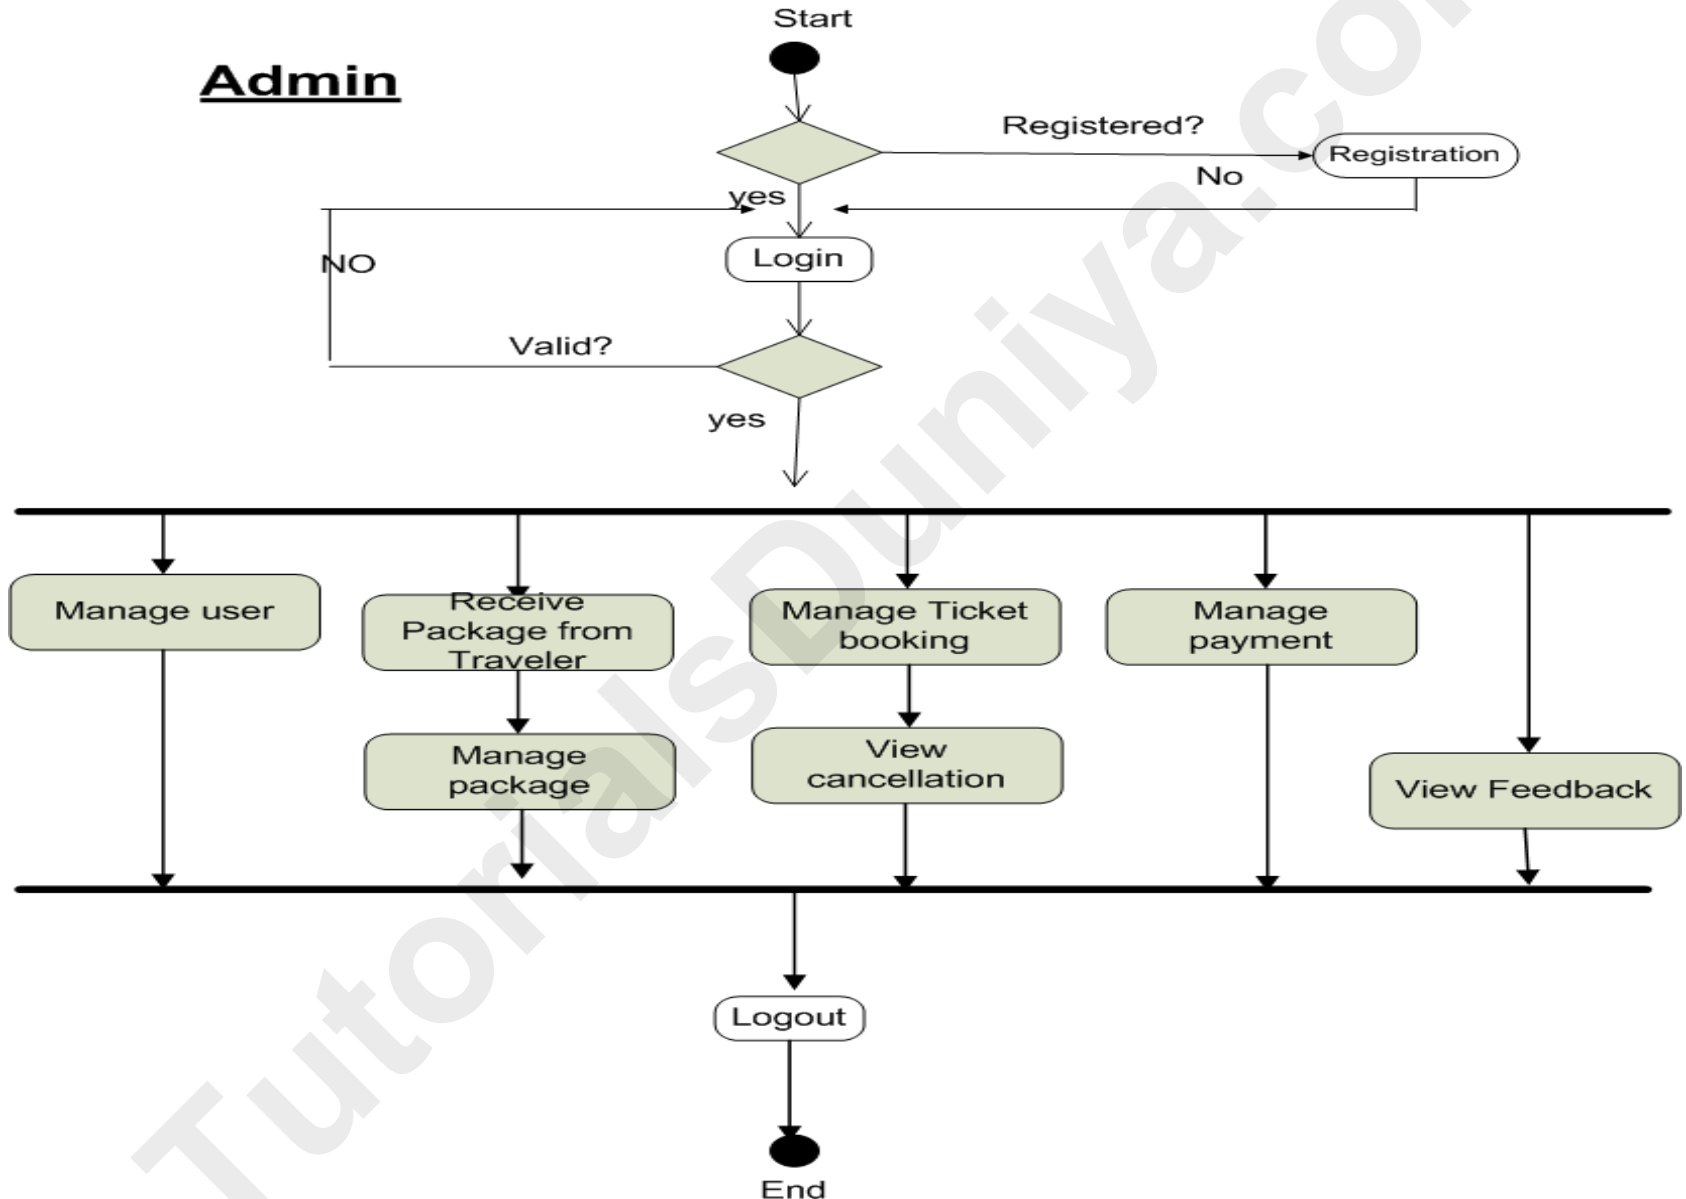 Start
Admin
Registered?
Registration
No
yes
Login
NO
Valid?
yes
Manage user
Receive
Package from
Traveler
Manage Ticket
booking
Manage
payment
Manage
package
View
cancellation
View Feedback
Logout
End
TutorialsDuniya.com